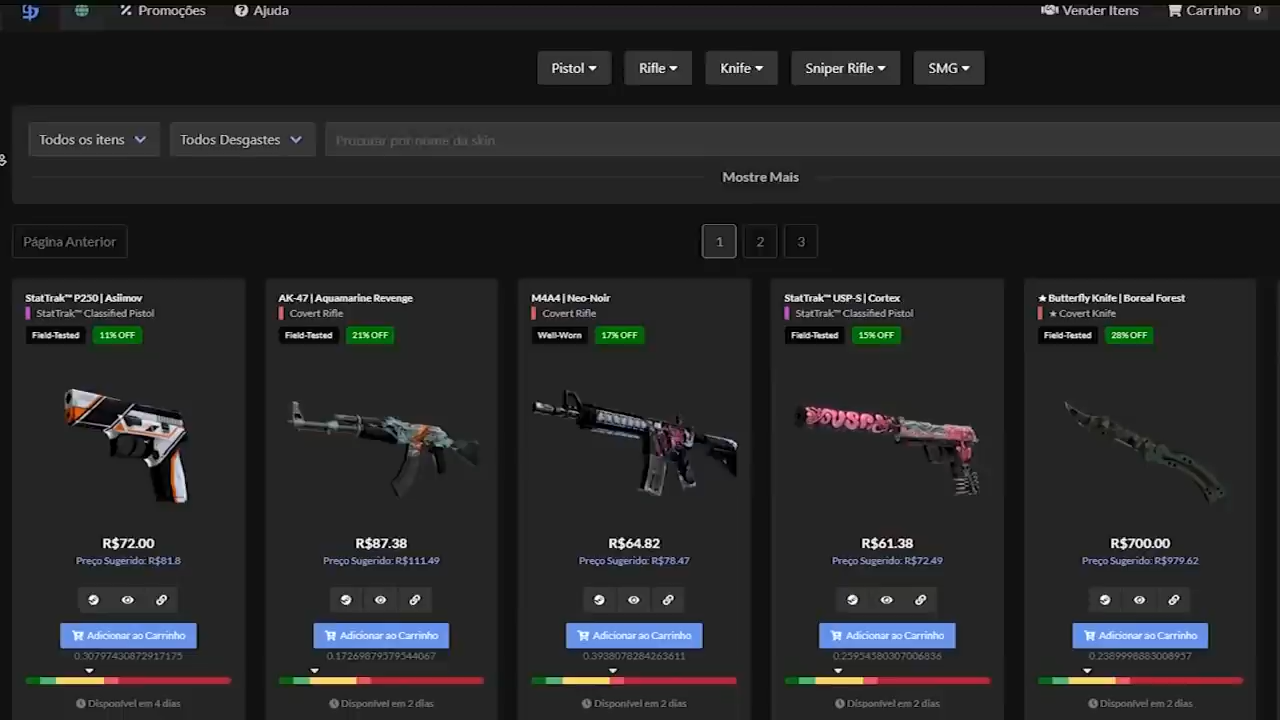 Promoções
Ajuda
Vender Itens
Carrinho 0
Pistol
Rifle
Knife
Sniper Rifle
SMG
Todos os itens
Todos Desgastes
Procurar por nome da skin
Mostre Mais
Página Anterior
1
2
3
StatTrak™ P250 | Asiimov
StatTrak™ Classified Pistol
Field-Tested
11% OFF
R$72.00
Preço Sugerido: R$81.8
Adicionar ao Carrinho
0.30797430872917175
Disponível em 4 dias
AK-47 | Aquamarine Revenge
Covert Rifle
Field-Tested
21% OFF
R$87.38
Preço Sugerido: R$111.49
Adicionar ao Carrinho
0.17269879579544067
Disponível em 2 dias
M4A4 | Neo-Noir
Covert Rifle
Well-Worn
17% OFF
R$64.82
Preço Sugerido: R$78.47
Adicionar ao Carrinho
0.3938078284263611
Disponível em 2 dias
StatTrak™ USP-S | Cortex
StatTrak™ Classified Pistol
Field-Tested
15% OFF
R$61.38
Preço Sugerido: R$72.49
Adicionar ao Carrinho
0.25954580307006836
Disponível em 2 dias
★ Butterfly Knife | Boreal Forest
★ Covert Knife
Field-Tested
28% OFF
R$700.00
Preço Sugerido: R$979.62
Adicionar ao Carrinho
0.2389998883008957
Disponível em 2 dias